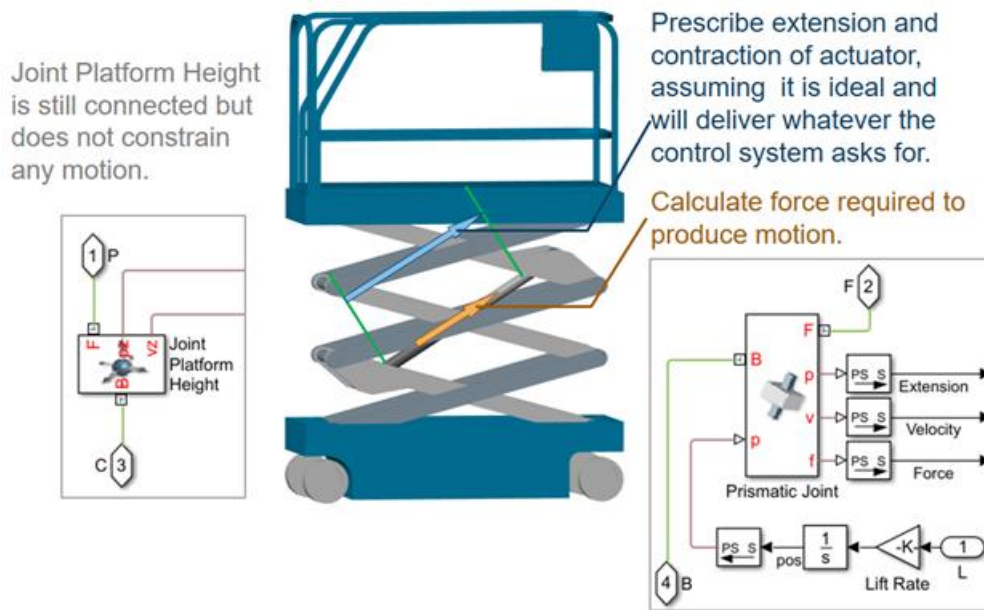 Joint Platform Height
is still connected but
does not constrain
any motion.
1 P
F pz vz
B
Joint
Platform
Height
C 3
Prescribe extension and
contraction of actuator,
assuming it is ideal and
will deliver whatever the
control system asks for.
Calculate force required to
produce motion.
F 2
F
B
p PS S
Extension
v PS S
Velocity
p
f PS S
Force
Prismatic Joint
PS S
pos
1
s
-K-
Lift Rate
1
L
4 B